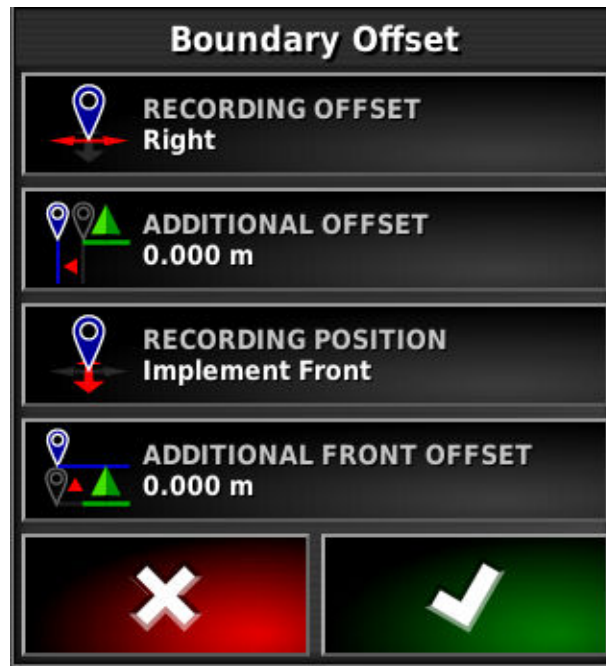 Boundary Offset
RECORDING OFFSET
Right
ADDITIONAL OFFSET
0.000 m
RECORDING POSITION
Implement Front
ADDITIONAL FRONT OFFSET
0.000 m